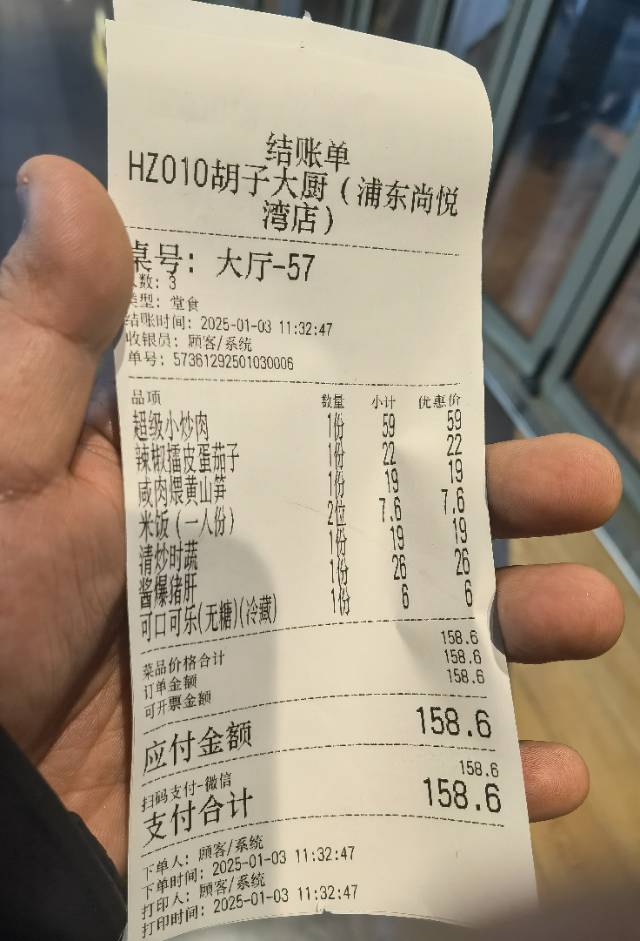 结账单
HZ010胡子大厨（浦东尚悦
湾店）
桌号：大厅-57
人数：3
类型：堂食
结账时间：2025-01-03 11:32:47
收银员：顾客/系统
单号：57361292501030006
品项 数量 小计 优惠价
超级小炒肉 1份 59 59
辣椒擂皮蛋茄子 1份 22 22
咸肉煨黄山笋 1份 19 19
米饭（一人份） 2位 7.6 7.6
清炒时蔬 1份 19 19
酱爆猪肝 1份 26 26
可口可乐(无糖)(冷藏) 1份 6 6
菜品价格合计 158.6
订单金额 158.6
可开票金额 158.6
应付金额 158.6
扫码支付-微信 158.6
支付合计 158.6
下单人：顾客/系统
下单时间：2025-01-03 11:32:47
打印人：顾客/系统
打印时间：2025-01-03 11:32:47